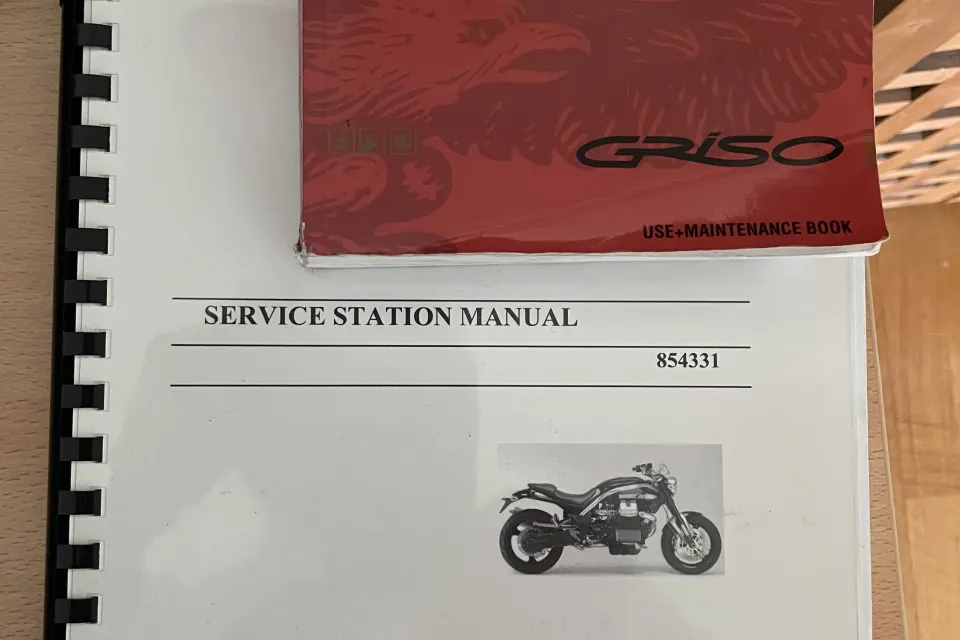 GRiSO
USE+MAINTENANCE BOOK
SERVICE STATION MANUAL
854331